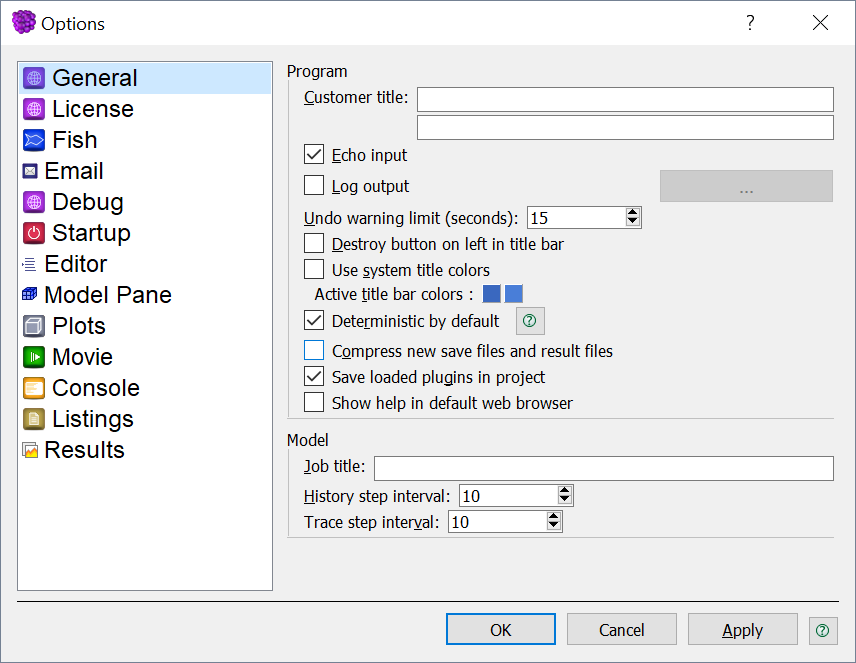 Options
?
General
License
Fish
Email
Debug
Startup
Editor
Model Pane
Plots
Movie
Console
Listings
Results
Program
Customer title:
Echo input
Log output
...
Undo warning limit (seconds): 15
Destroy button on left in title bar
Use system title colors
Active title bar colors :
Deterministic by default ?
Compress new save files and result files
Save loaded plugins in project
Show help in default web browser
Model
Job title:
History step interval: 10
Trace step interval: 10
OK Cancel Apply ?